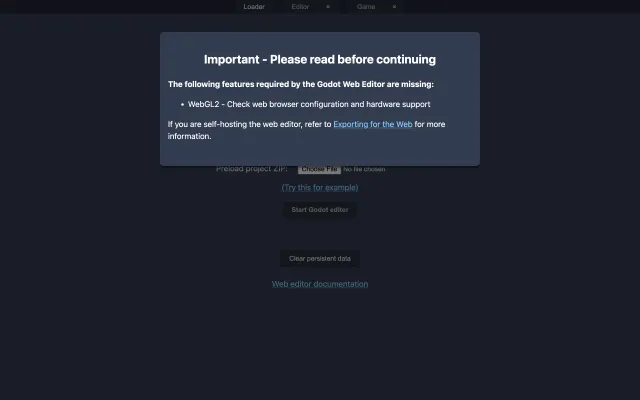 Loader
Editor ×
Game ×
Important - Please read before continuing
The following features required by the Godot Web Editor are missing:
• WebGL2 - Check web browser configuration and hardware support
If you are self-hosting the web editor, refer to Exporting for the Web for more
information.
Preload project ZIP: Choose File No file chosen
(Try this for example)
Start Godot editor
Clear persistent data
Web editor documentation